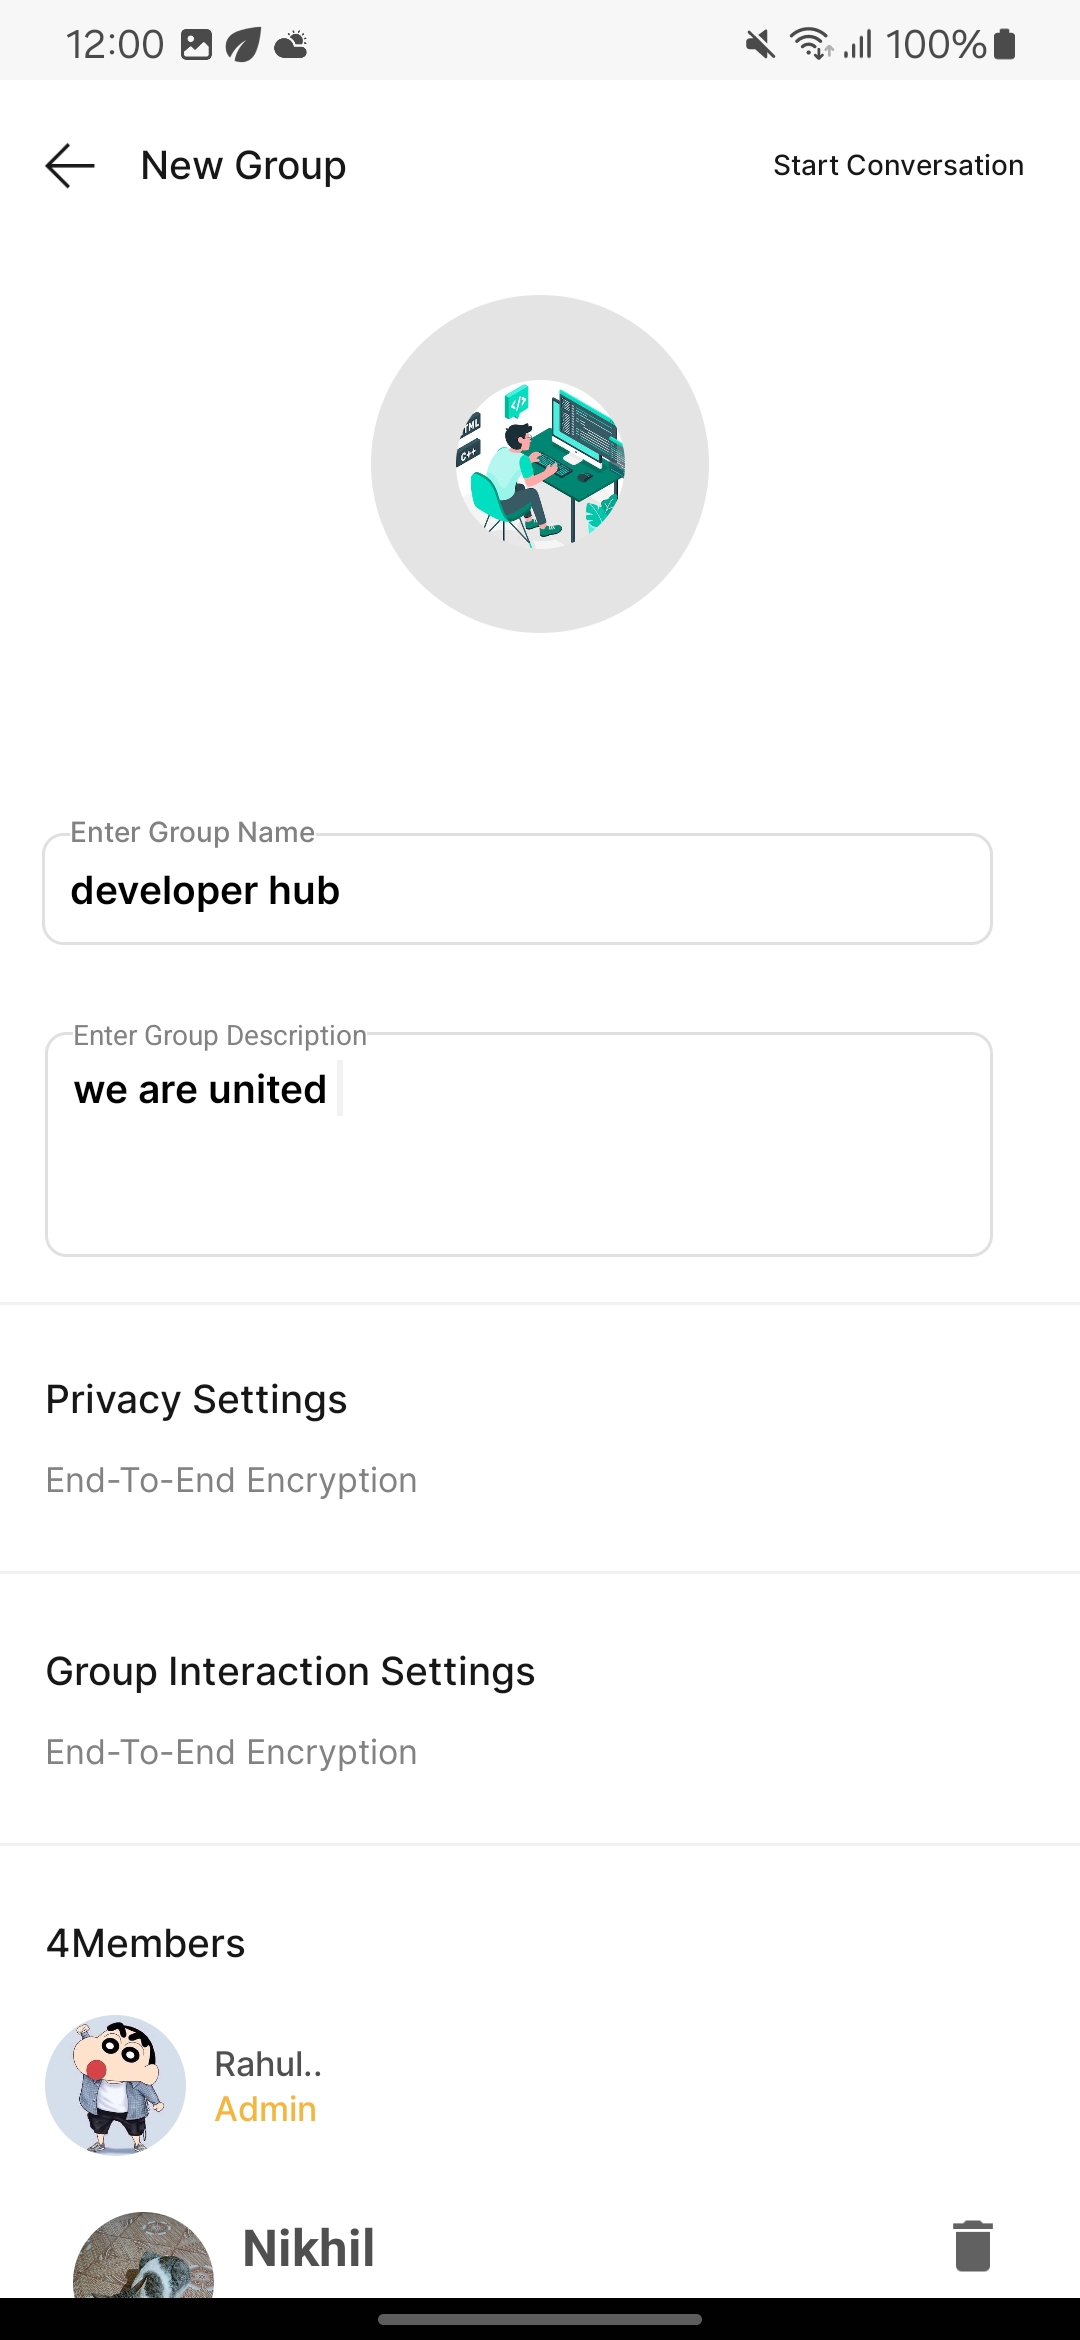 12:00
100%
New Group
Start Conversation
</>
TML
C++
Enter Group Name
developer hub
Enter Group Description
we are united
Privacy Settings
End-To-End Encryption
Group Interaction Settings
End-To-End Encryption
4Members
Rahul..
Admin
Nikhil